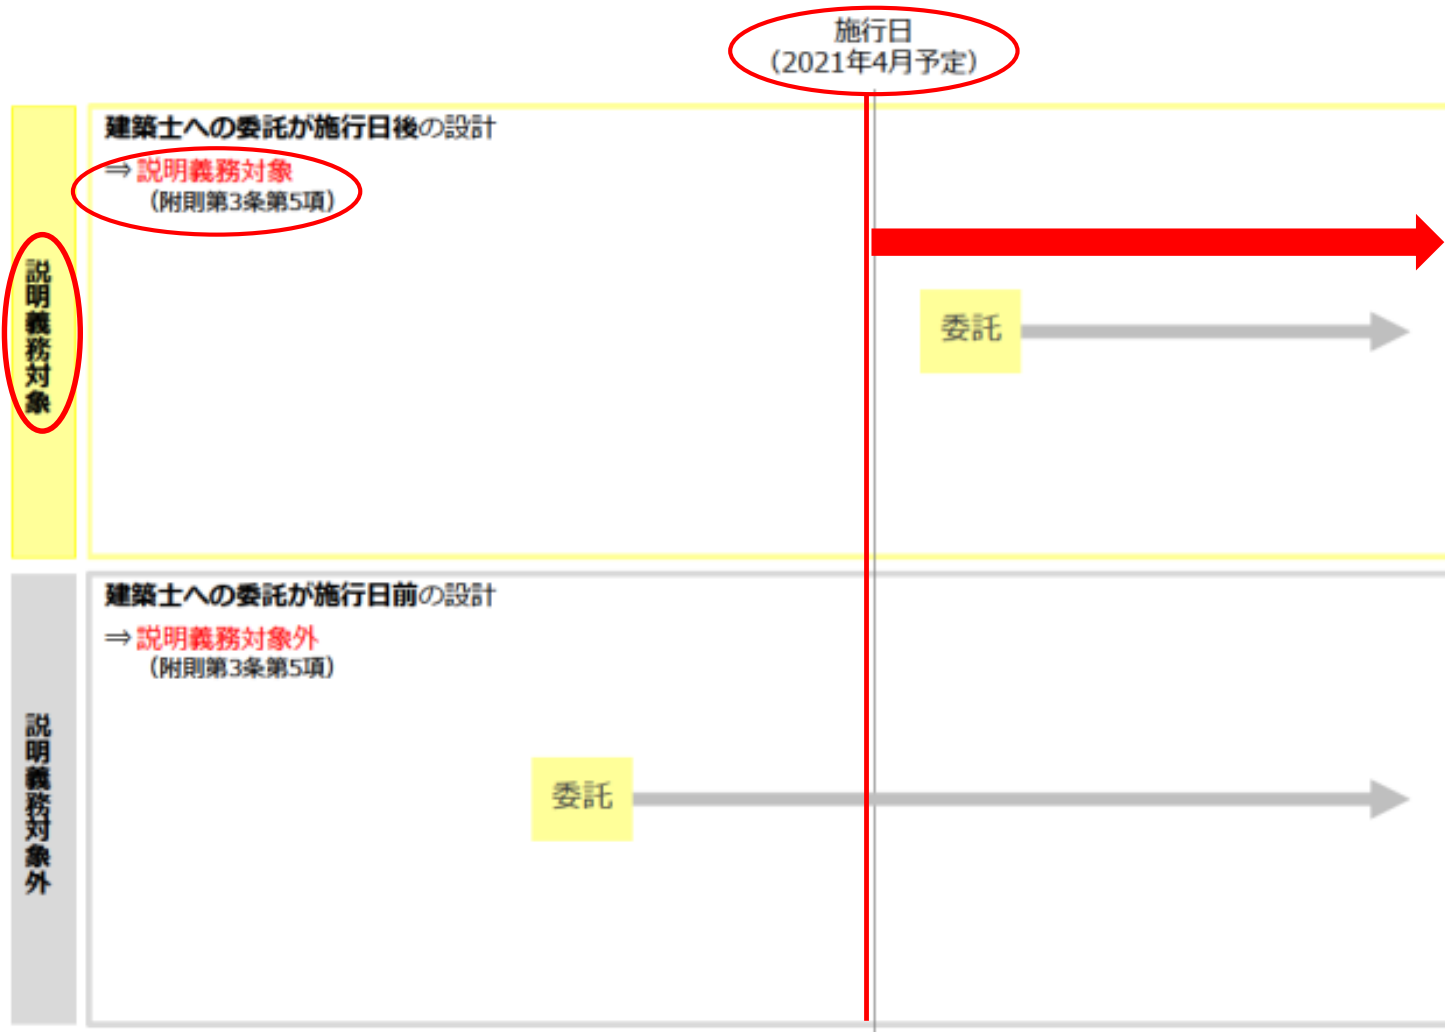 施行日
（2021年4月予定）
建築士への委託が施行日後の設計
⇒ 説明義務対象
（附則第3条第5項）
説明義務対象
委託
建築士への委託が施行日前の設計
⇒ 説明義務対象外
（附則第3条第5項）
説明義務対象外
委託